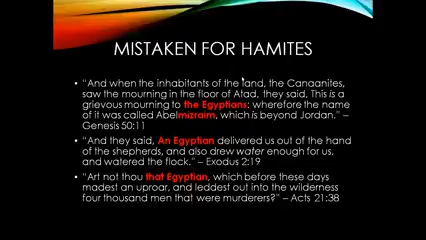 MISTAKEN FOR HAMITES
• "And when the inhabitants of the land, the Canaanites,
saw the mourning in the floor of Atad, they said, This is a
grievous mourning to the Egyptians: wherefore the name
of it was called Abelmizraim, which is beyond Jordan." –
Genesis 50:11
• "And they said, An Egyptian delivered us out of the hand
of the shepherds, and also drew water enough for us,
and watered the flock." – Exodus 2:19
• "Art not thou that Egyptian, which before these days
madest an uproar, and leddest out into the wilderness
four thousand men that were murderers?" – Acts 21:38